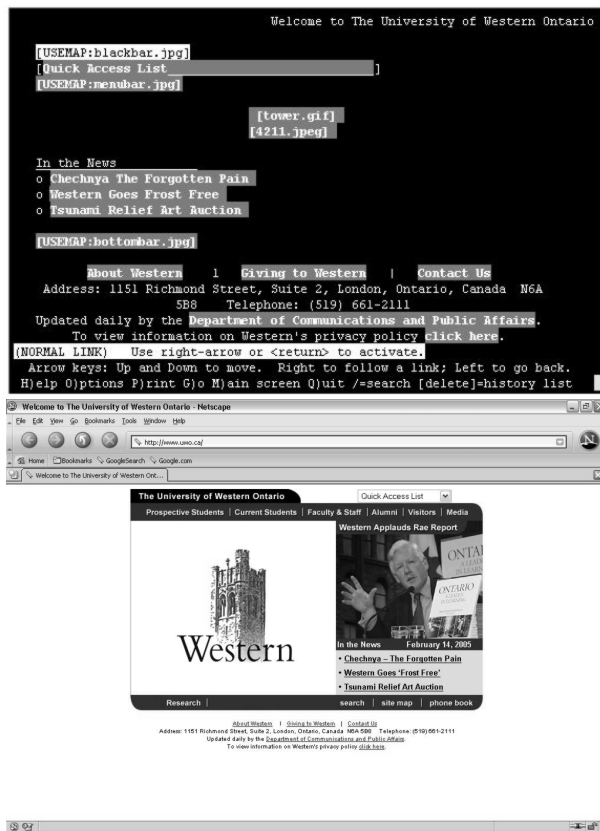 Welcome to The University of Western Ontario
[USEMAP:blackbar.jpg]
[Quick Access List_______________________]
[USEMAP:menubar.jpg]
[tower.gif]
[4211.jpeg]
In the News
o Chechnya The Forgotten Pain
o Western Goes Frost Free
o Tsunami Relief Art Auction
[USEMAP:bottombar.jpg]
About Western l Giving to Western | Contact Us
Address: 1151 Richmond Street, Suite 2, London, Ontario, Canada N6A
5B8 Telephone: (519) 661-2111
Updated daily by the Department of Communications and Public Affairs.
To view information on Western's privacy policy click here.
(NORMAL LINK) Use right-arrow or <return> to activate.
Arrow keys: Up and Down to move. Right to follow a link; Left to go back.
H)elp O)ptions P)rint G)o M)ain screen Q)uit /=search [delete]=history list
Welcome to The University of Western Ontario - Netscape
File Edit View Go Bookmarks Tools Window Help
http://www.uwo.ca/
N
Home Bookmarks GoogleSearch Google.com
Welcome to The University of Western Ont...
The University of Western Ontario Quick Access List
Prospective Students | Current Students | Faculty & Staff | Alumni | Visitors | Media
Western Applauds Rae Report
ONTARIO
Western
In the News February 14, 2005
• Chechnya – The Forgotten Pain
• Western Goes 'Frost Free'
• Tsunami Relief Art Auction
Research | search | site map | phone book
About Western | Giving to Western | Contact Us
Address: 1151 Richmond Street, Suite 2, London, Ontario, Canada N6A 5B8 Telephone: (519) 661-2111
Updated daily by the Department of Communications and Public Affairs.
To view information on Western's privacy policy click here.